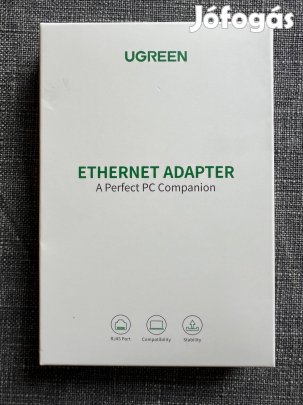 Jófogás
UGREEN
ETHERNET ADAPTER
A Perfect PC Companion
RJ45 Port
Compatibility
Stability